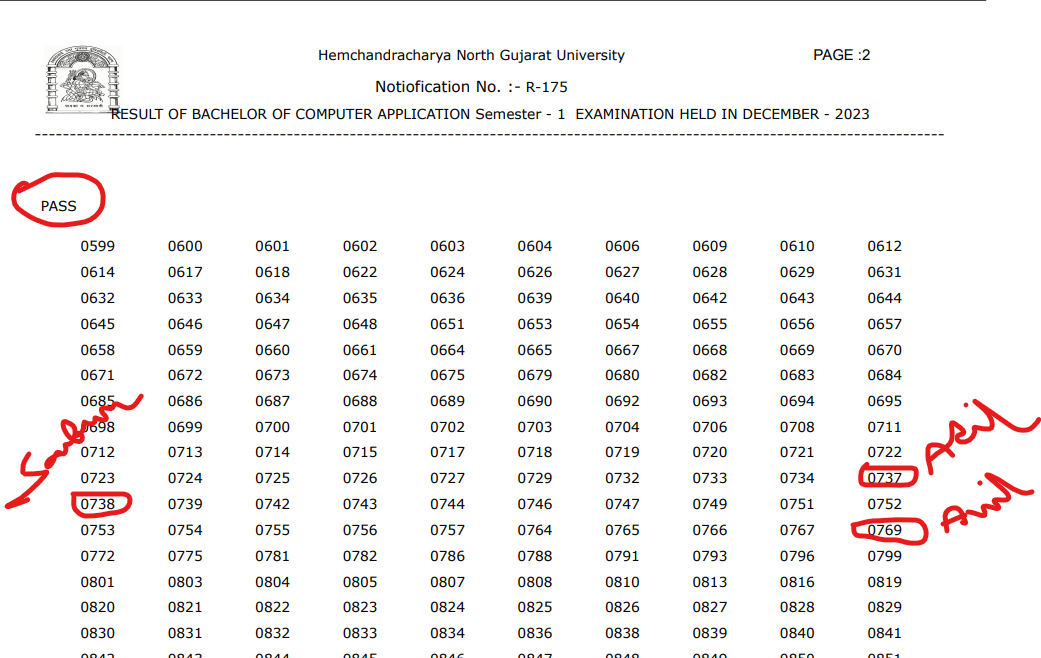 Hemchandracharya North Gujarat University PAGE :2
Notiofication No. :- R-175
RESULT OF BACHELOR OF COMPUTER APPLICATION Semester - 1 EXAMINATION HELD IN DECEMBER - 2023
PASS
0599 0600 0601 0602 0603 0604 0606 0609 0610 0612
0614 0617 0618 0622 0624 0626 0627 0628 0629 0631
0632 0633 0634 0635 0636 0639 0640 0642 0643 0644
0645 0646 0647 0648 0651 0653 0654 0655 0656 0657
0658 0659 0660 0661 0664 0665 0667 0668 0669 0670
0671 0672 0673 0674 0675 0679 0680 0682 0683 0684
0685 0686 0687 0688 0689 0690 0692 0693 0694 0695
0698 0699 0700 0701 0702 0703 0704 0706 0708 0711
0712 0713 0714 0715 0717 0718 0719 0720 0721 0722
0723 0724 0725 0726 0727 0729 0732 0733 0734 0737
0738 0739 0742 0743 0744 0746 0747 0749 0751 0752
0753 0754 0755 0756 0757 0764 0765 0766 0767 0769 Anil
0772 0775 0781 0782 0786 0788 0791 0793 0796 0799
0801 0803 0804 0805 0807 0808 0810 0813 0816 0819
0820 0821 0822 0823 0824 0825 0826 0827 0828 0829
0830 0831 0832 0833 0834 0836 0838 0839 0840 0841